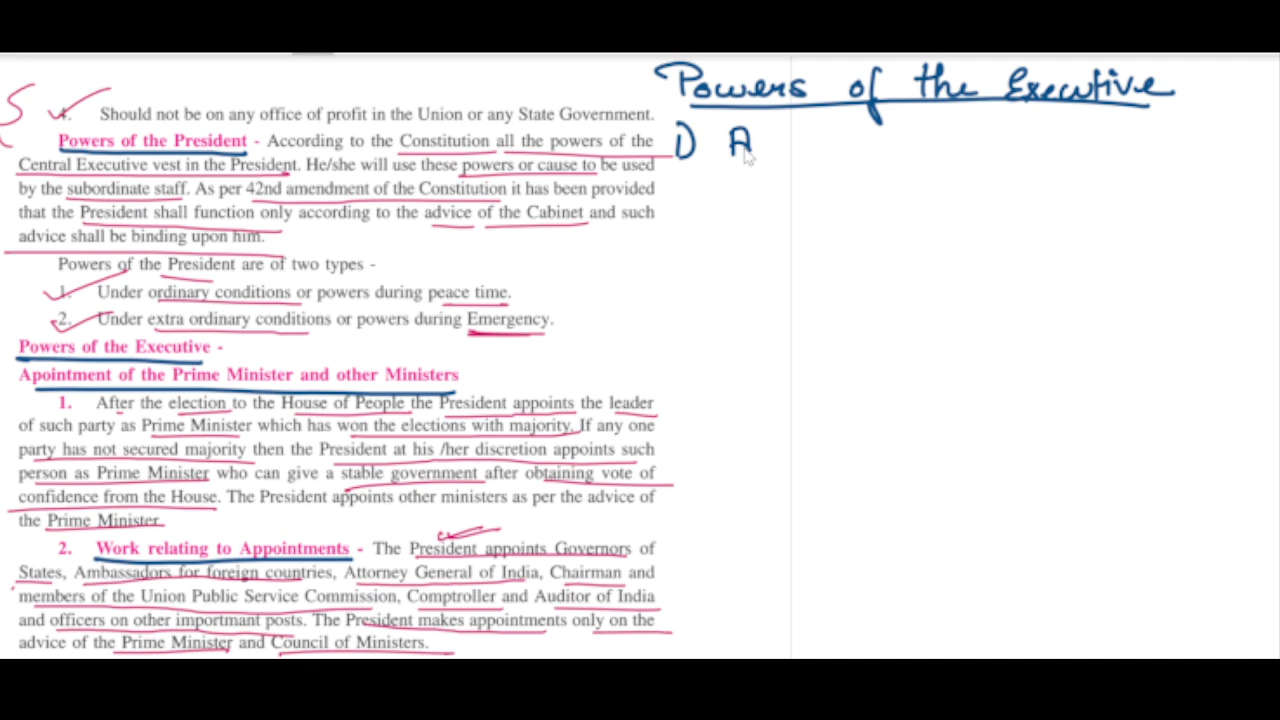 4. Should not be on any office of profit in the Union or any State Government.
Powers of the President - According to the Constitution all the powers of the
Central Executive vest in the President. He/she will use these powers or cause to be used
by the subordinate staff. As per 42nd amendment of the Constitution it has been provided
that the President shall function only according to the advice of the Cabinet and such
advice shall be binding upon him.
Powers of the President are of two types -
1. Under ordinary conditions or powers during peace time.
2. Under extra ordinary conditions or powers during Emergency.
Powers of the Executive -
Apointment of the Prime Minister and other Ministers
1. After the election to the House of People the President appoints the leader
of such party as Prime Minister which has won the elections with majority. If any one
party has not secured majority then the President at his /her discretion appoints such
person as Prime Minister who can give a stable government after obtaining vote of
confidence from the House. The President appoints other ministers as per the advice of
the Prime Minister.
2. Work relating to Appointments - The President appoints Governors of
States, Ambassadors for foreign countries, Attorney General of India, Chairman and
members of the Union Public Service Commission, Comptroller and Auditor of India
and officers on other importmant posts. The President makes appointments only on the
advice of the Prime Minister and Council of Ministers.
Powers of the Executive
D A